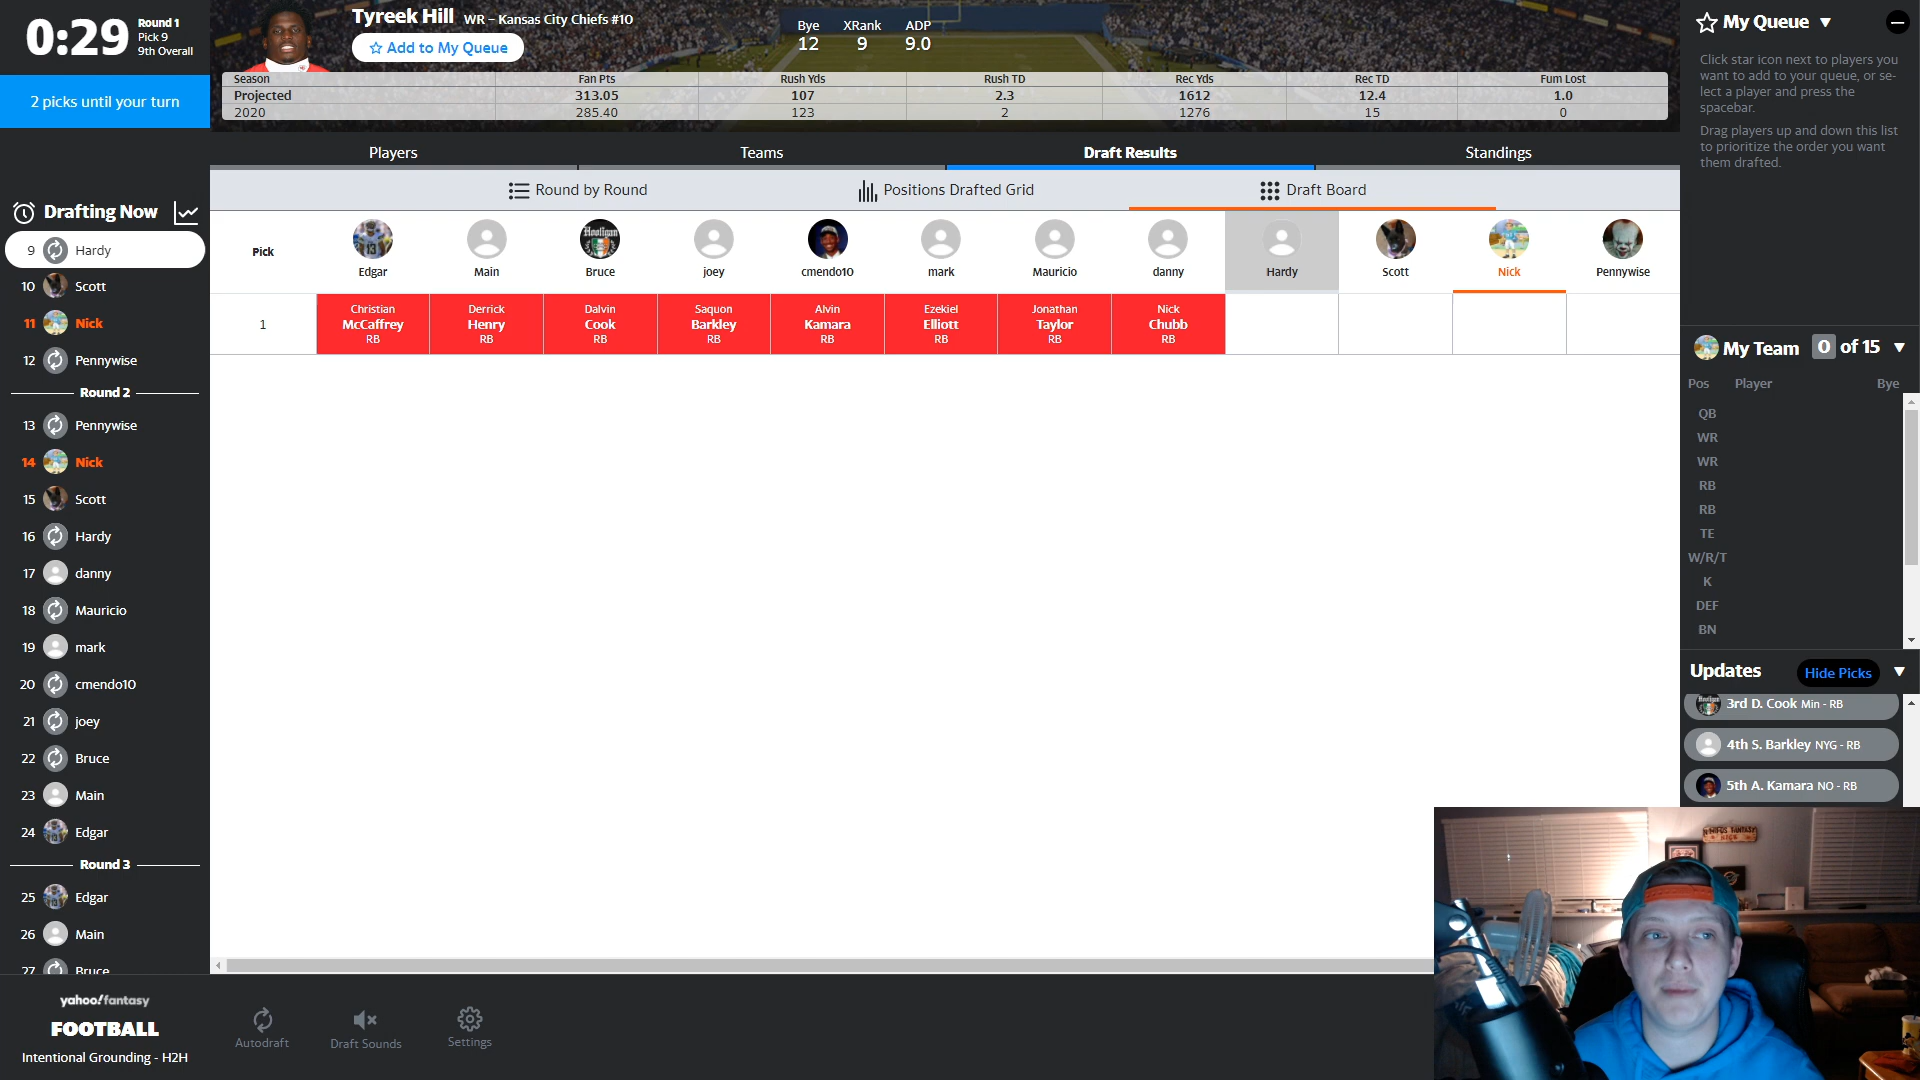 0:29
Round 1
Pick 9
9th Overall
2 picks until your turn
Tyreek Hill WR – Kansas City Chiefs #10
Add to My Queue
Bye XRank ADP
12 9 9.0
Season Fan Pts Rush Yds Rush TD Rec Yds Rec TD Fum Lost
Projected 313.05 107 2.3 1612 12.4 1.0
2020 285.40 123 2 1276 15 0
Players Teams Draft Results Standings
Round by Round Positions Drafted Grid Draft Board
Pick Edgar Main Bruce joey cmendo10 mark Mauricio danny Hardy Scott Nick Pennywise
Hooligan
1
Christian
McCaffrey
RB
Derrick
Henry
RB
Dalvin
Cook
RB
Saquon
Barkley
RB
Alvin
Kamara
RB
Ezekiel
Elliott
RB
Jonathan
Taylor
RB
Nick
Chubb
RB
Drafting Now
9 Hardy
10 Scott
11 Nick
12 Pennywise
Round 2
13 Pennywise
14 Nick
15 Scott
16 Hardy
17 danny
18 Mauricio
19 mark
20 cmendo10
21 joey
22 Bruce
23 Main
24 Edgar
Round 3
25 Edgar
26 Main
27 Bruce
yahoo!fantasy
FOOTBALL
Intentional Grounding - H2H
Autodraft Draft Sounds Settings
My Queue
Click star icon next to players you
want to add to your queue, or se-
lect a player and press the
spacebar.
Drag players up and down this list
to prioritize the order you want
them drafted.
My Team 0 of 15
Pos Player Bye
QB
WR
WR
RB
RB
TE
W/R/T
K
DEF
BN
Updates Hide Picks
3rd D. Cook Min - RB
4th S. Barkley NYG - RB
5th A. Kamara NO - RB